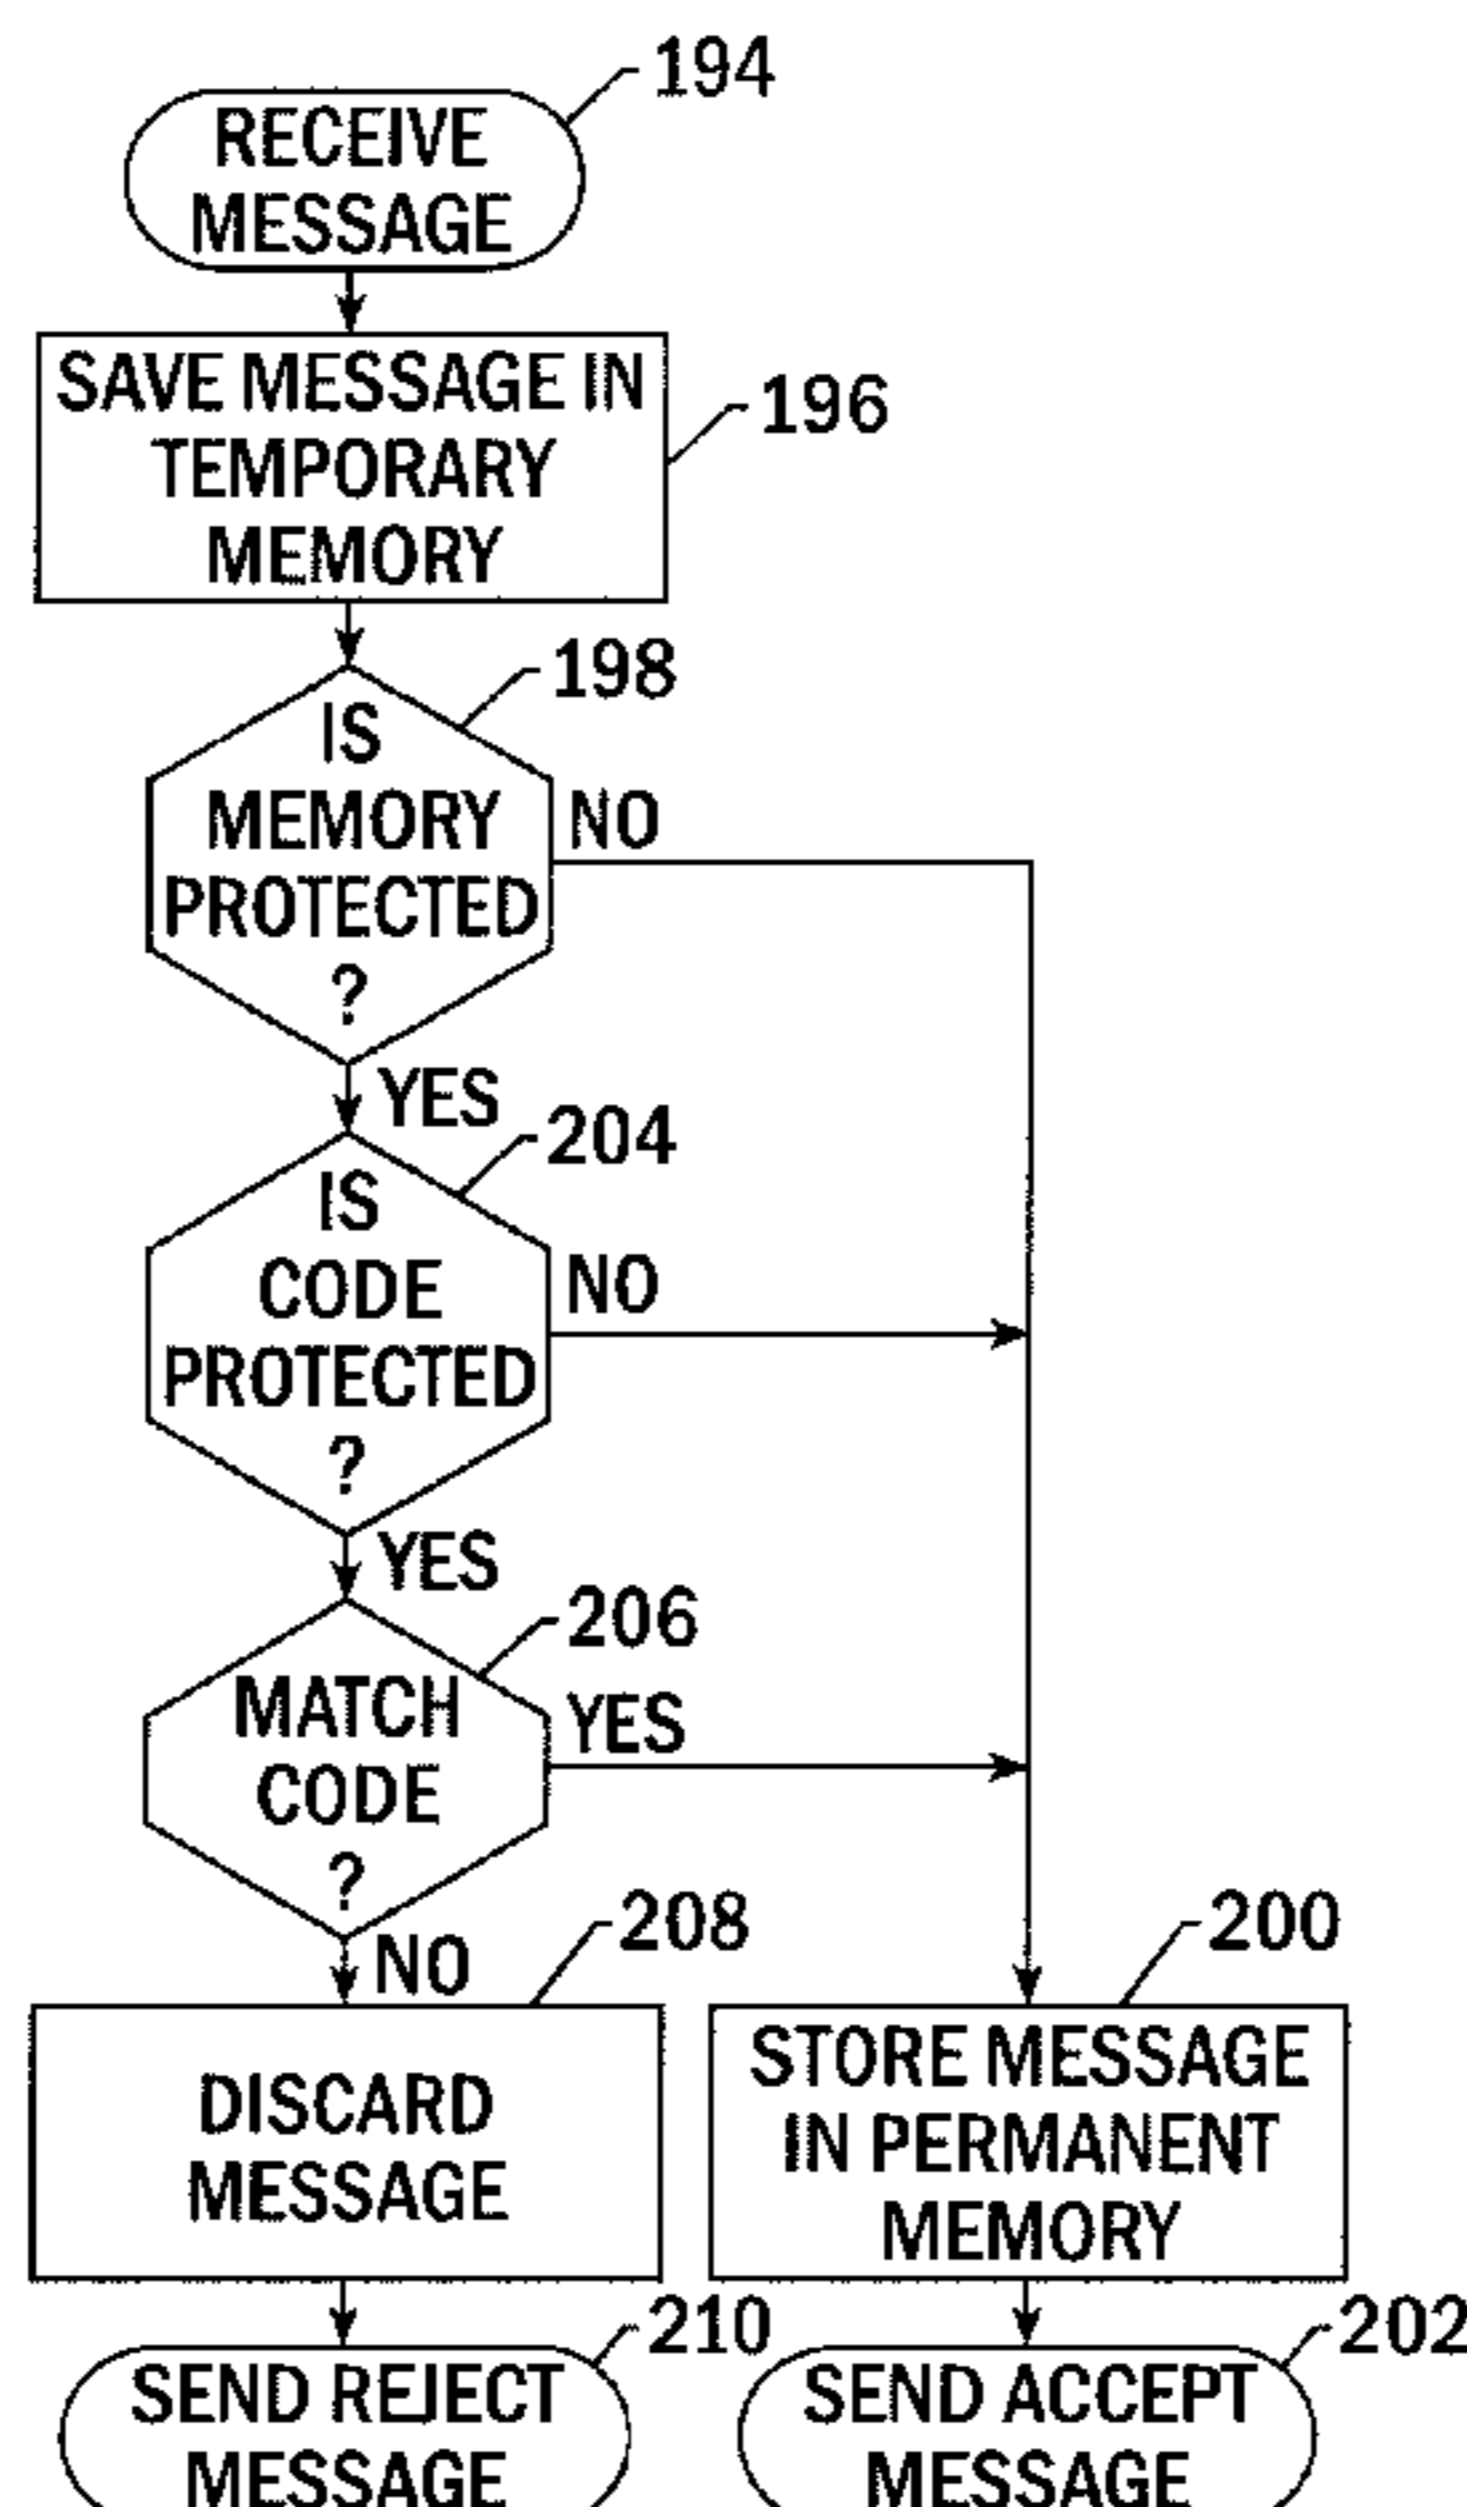 194
RECEIVE
MESSAGE
SAVE MESSAGE IN
TEMPORARY
MEMORY
196
198
IS
MEMORY
PROTECTED
?
NO
YES
204
IS
CODE
PROTECTED
?
NO
YES
206
MATCH
CODE
?
YES
NO
208
DISCARD
MESSAGE
200
STORE MESSAGE
IN PERMANENT
MEMORY
210
SEND REJECT
MESSAGE
202
SEND ACCEPT
MESSAGE